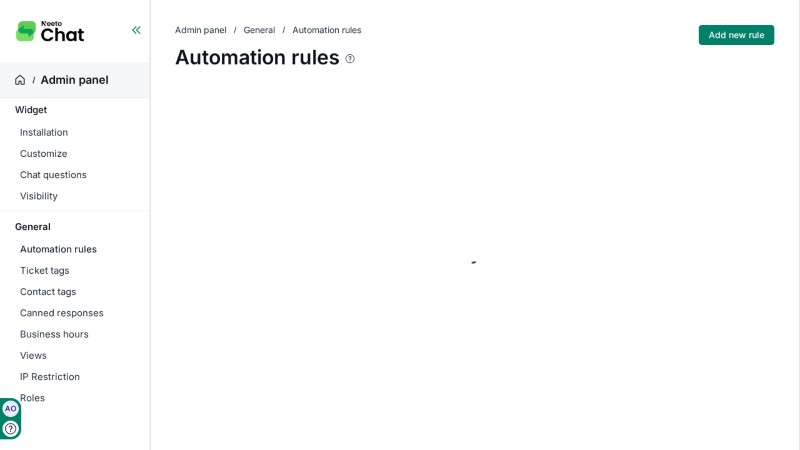 Neeto
Chat
Admin panel / General / Automation rules
Add new rule
Automation rules
/ Admin panel
Widget
Installation
Customize
Chat questions
Visibility
General
Automation rules
Ticket tags
Contact tags
Canned responses
Business hours
Views
IP Restriction
Roles
AO